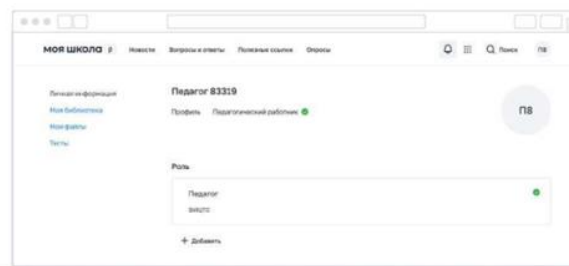 моя школа β Новости Вопросы и ответы Полезные ссылки Опросы Поиск П8
Личная информация
Моя библиотека
Мои файлы
Тесты
Педагог 83319
Профиль Педагогический работник
П8
Роль
Педагог
+ Добавить